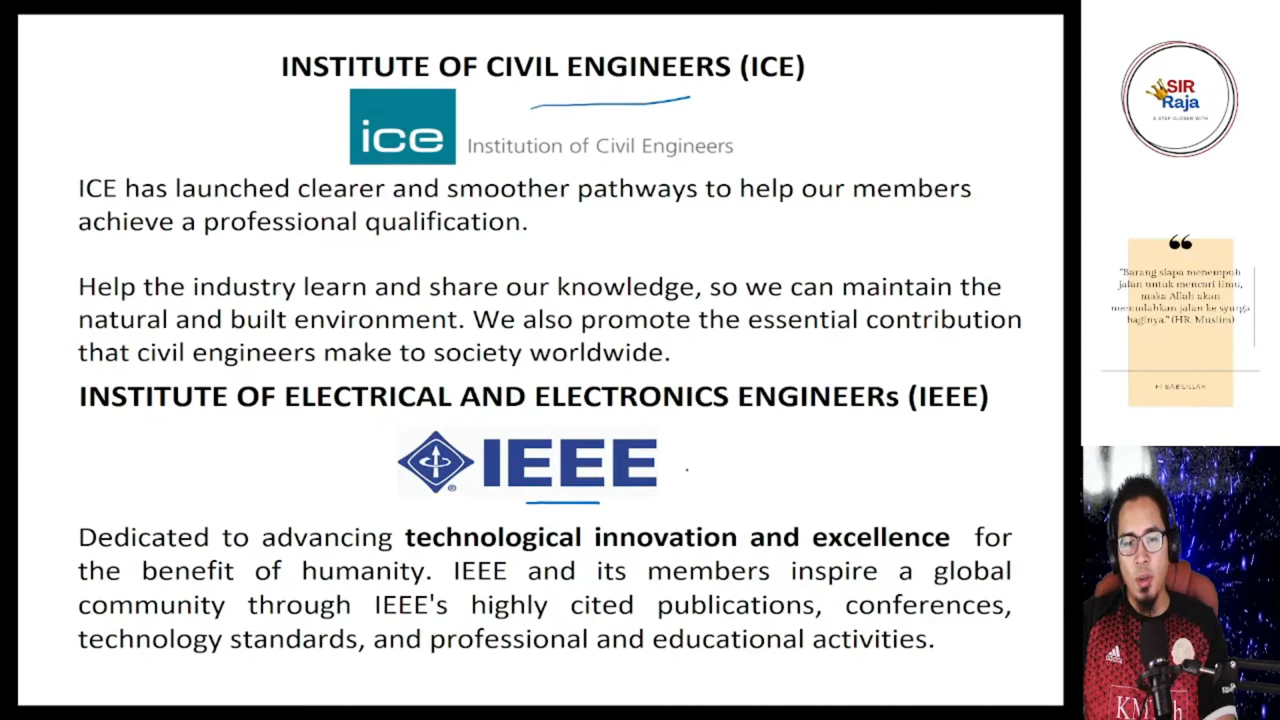 INSTITUTE OF CIVIL ENGINEERS (ICE)
ice
Institution of Civil Engineers
ICE has launched clearer and smoother pathways to help our members
achieve a professional qualification.
Help the industry learn and share our knowledge, so we can maintain the
natural and built environment. We also promote the essential contribution
that civil engineers make to society worldwide.
INSTITUTE OF ELECTRICAL AND ELECTRONICS ENGINEERs (IEEE)
IEEE
Dedicated to advancing technological innovation and excellence for
the benefit of humanity. IEEE and its members inspire a global
community through IEEE's highly cited publications, conferences,
technology standards, and professional and educational activities.
SIR
Raja
A STEP CLOSER WITH
"Barang siapa menempuh
jalan untuk mencari ilmu,
maka Allah akan
memudahkan jalan ke syurga
baginya." (HR. Muslim)
adidas